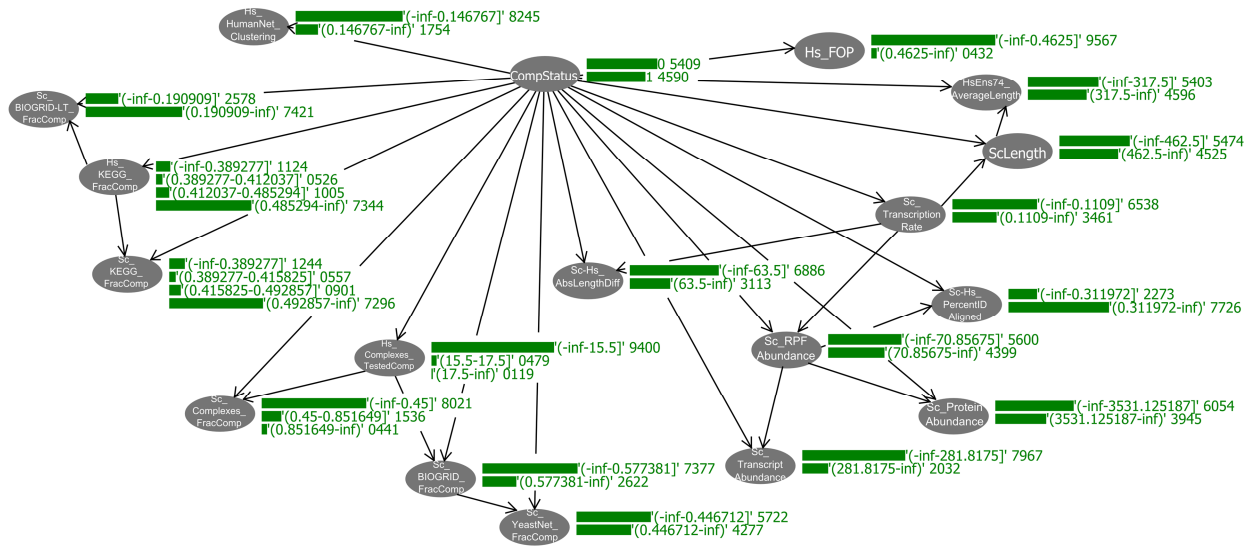 Hs_
HumanNet_
Clustering
'(-inf-0.146767]' 8245
'(0.146767-inf)' 1754
Hs_FOP
'(-inf-0.4625]' 9567
'(0.4625-inf)' 0432
CompStatus
0 5409
1 4590
HsEns74_
AverageLength
'(-inf-317.5]' 5403
'(317.5-inf)' 4596
Sc_
BIOGRID-LT_
FracComp
'(-inf-0.190909]' 2578
'(0.190909-inf)' 7421
ScLength
'(-inf-462.5]' 5474
'(462.5-inf)' 4525
Hs_
KEGG_
FracComp
'(-inf-0.389277]' 1124
'(0.389277-0.412037]' 0526
'(0.412037-0.485294]' 1005
'(0.485294-inf)' 7344
Sc_
Transcription
Rate
'(-inf-0.1109]' 6538
'(0.1109-inf)' 3461
Sc_
KEGG_
FracComp
'(-inf-0.389277]' 1244
'(0.389277-0.415825]' 0557
'(0.415825-0.492857]' 0901
'(0.492857-inf)' 7296
Sc-Hs_
AbsLengthDiff
'(-inf-63.5]' 6886
'(63.5-inf)' 3113
Sc-Hs_
PercentID
Aligned
'(-inf-0.311972]' 2273
'(0.311972-inf)' 7726
Hs_
Complexes_
TestedComp
'(-inf-15.5]' 9400
'(15.5-17.5]' 0479
'(17.5-inf)' 0119
Sc_RPF
Abundance
'(-inf-70.85675]' 5600
'(70.85675-inf)' 4399
Sc_
Complexes_
FracComp
'(-inf-0.45]' 8021
'(0.45-0.851649]' 1536
'(0.851649-inf)' 0441
Sc_Protein
Abundance
'(-inf-3531.125187]' 6054
'(3531.125187-inf)' 3945
Sc_
BIOGRID_
FracComp
'(-inf-0.577381]' 7377
'(0.577381-inf)' 2622
Sc_
Transcript
Abundance
'(-inf-281.8175]' 7967
'(281.8175-inf)' 2032
Sc_
YeastNet_
FracComp
'(-inf-0.446712]' 5722
'(0.446712-inf)' 4277